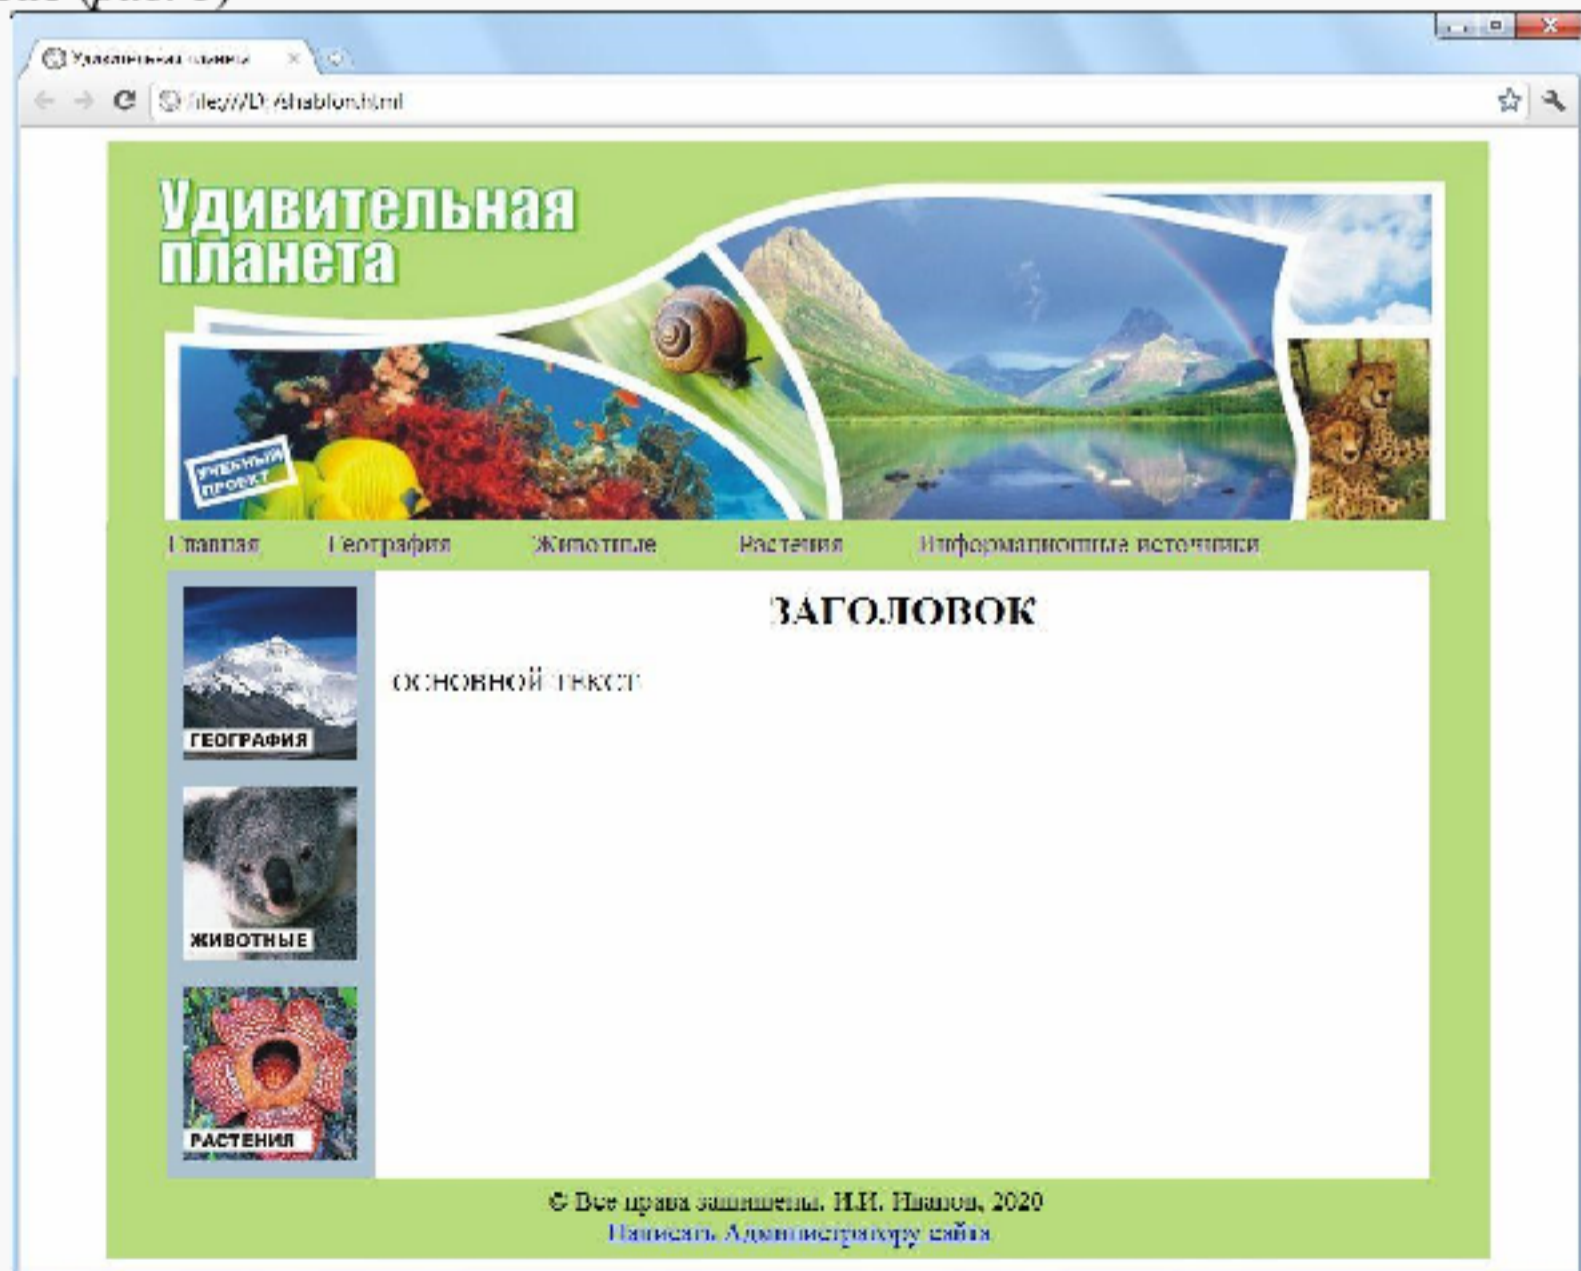 Удивительная планета
file:///D:/shablon.html
Удивительная
планета
УЧЕБНЫЙ
ПРОЕКТ
Главная География Животные Растения Информационные источники
ЗАГОЛОВОК
ГЕОГРАФИЯ
основной текст
ЖИВОТНЫЕ
РАСТЕНИЯ
© Все права защищены. И.И. Иванов, 2020
Написать Администратору сайта